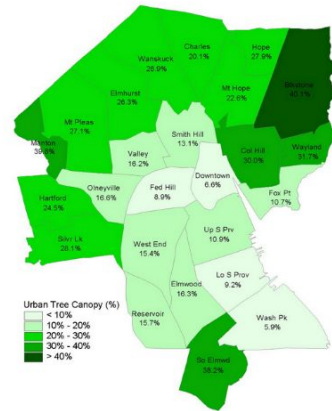 Charles
20.1%
Hope
27.9%
Wanskuck
26.9%
Blkstone
40.1%
Elmhurst
26.3%
Mt Hope
22.6%
Mt Pleas
27.1%
Smith Hill
13.1%
Manton
39.8%
Valley
16.2%
Col Hill
30.0%
Wayland
31.7%
Olneyville
16.6%
Fed Hill
8.9%
Downtown
6.6%
Fox Pt
10.7%
Hartford
24.5%
Silvr Lk
26.1%
West End
15.4%
Up S Prv
10.9%
Elmwood
16.3%
Lo S Prov
9.2%
Reservoir
15.7%
Wash Pk
5.9%
So Elmwd
38.2%
Urban Tree Canopy (%)
< 10%
10% - 20%
20% - 30%
30% - 40%
> 40%